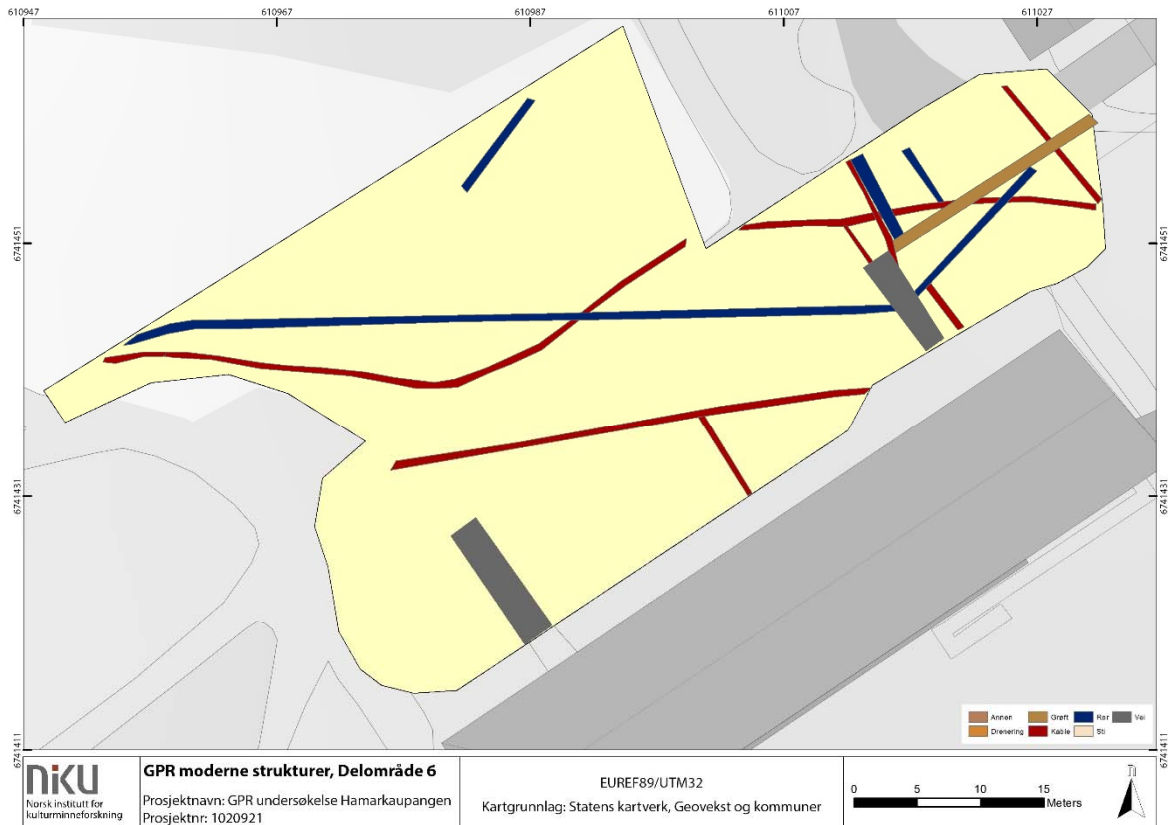 610947 610967 610987 611007 611027
6741451 6741451
6741431 6741431
6741411 6741411
Annen Grøft Rør Vei
Drenering Kable Sti
niku
Norsk institutt for
kulturminneforskning
GPR moderne strukturer, Delområde 6
Prosjektnavn: GPR undersøkelse Hamarkaupangen
Prosjektnr: 1020921
EUREF89/UTM32
Kartgrunnlag: Statens kartverk, Geovekst og kommuner
0 5 10 15
Meters
n